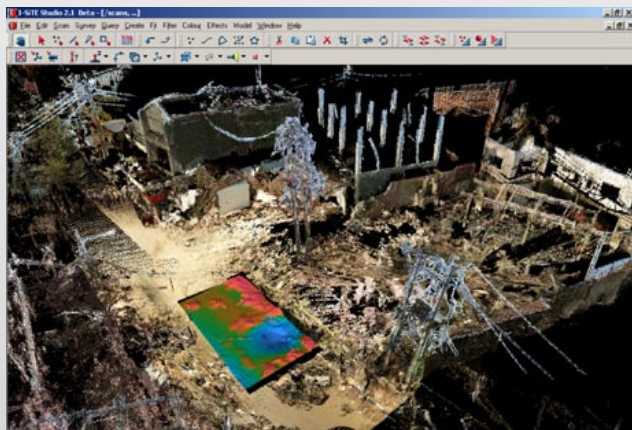 I-SiTE Studio 2.1 Beta - [/scans, ...]
File Edit Scan Survey Query Create Fit Filter Colour Effects Model Window Help